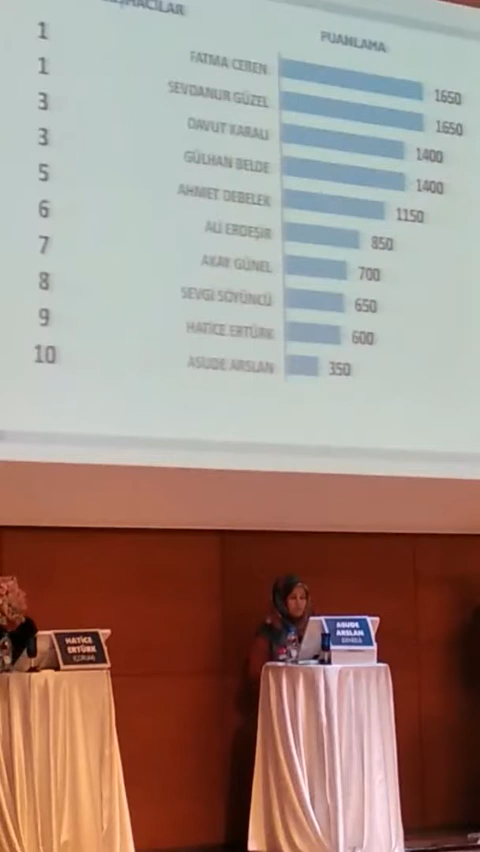 PUANLAMA
1 FATMA CEREN 1650
1 SEVDANUR GÜZEL 1650
3 DAVUT KARALI 1400
3 GÜLHAN BELDE 1400
5 AHMET DEBELEK 1150
6 ALİ ERDEŞİR 850
7 AKAY GÜNEL 700
8 SEVGİ SOYÜNCÜ 650
9 HATİCE ERTÜRK 600
10 ASUDE ARSLAN 350
HATİCE
ERTÜRK
ASUDE
ARSLAN